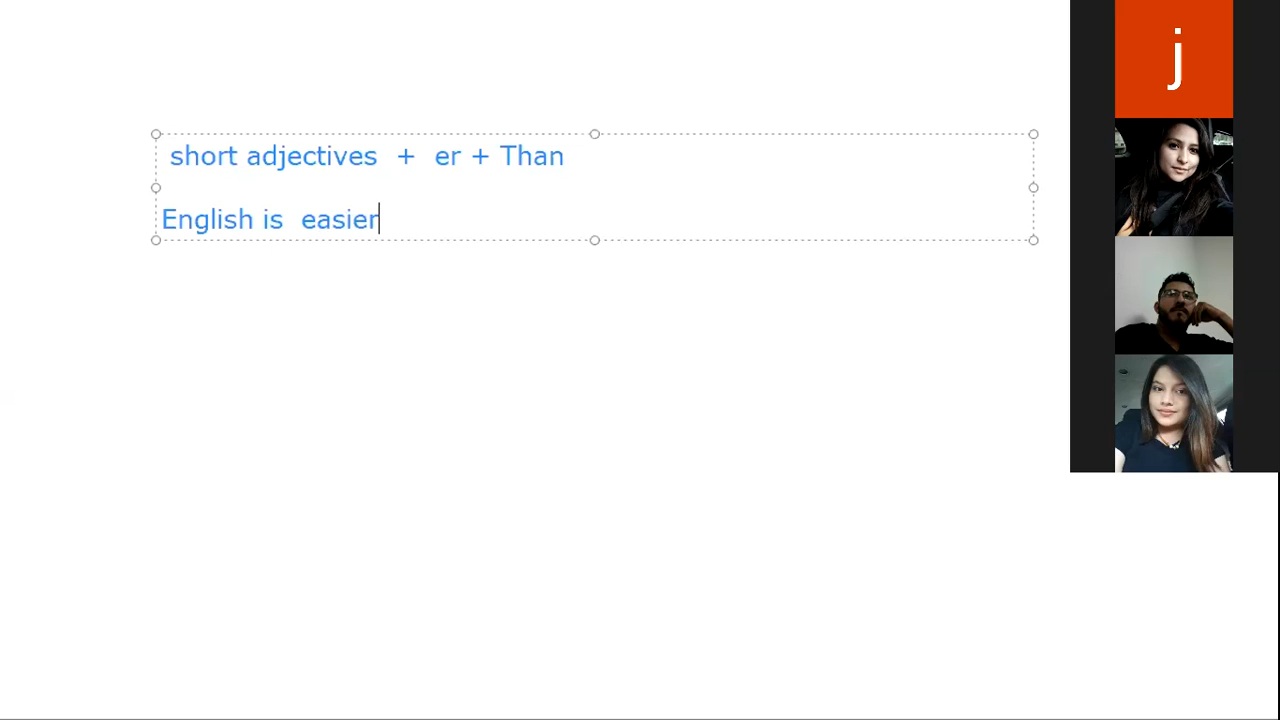 short adjectives + er + Than
English is easier
j